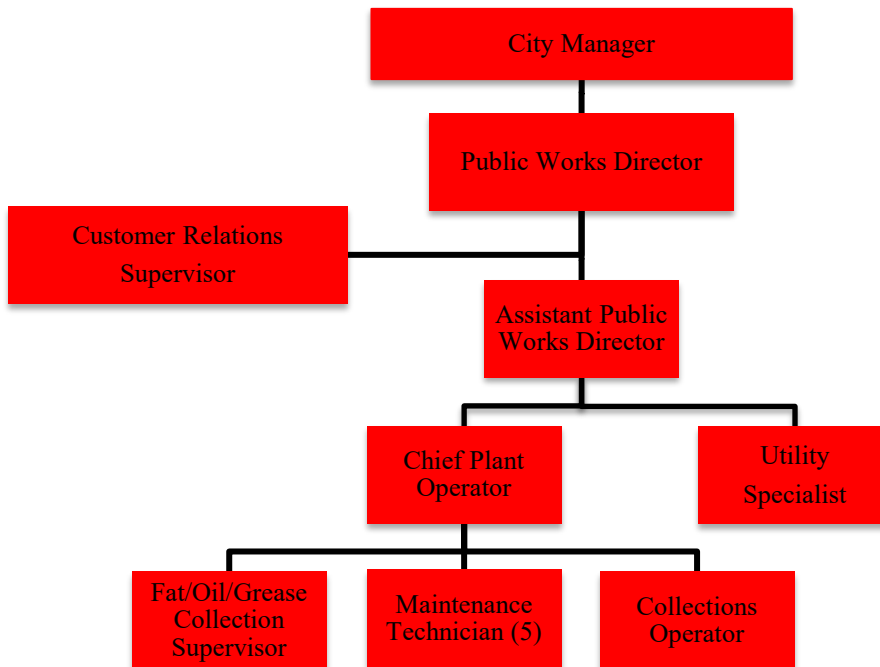 City Manager
Public Works Director
Customer Relations
Supervisor
Assistant Public
Works Director
Chief Plant
Operator
Utility
Specialist
Fat/Oil/Grease
Collection
Supervisor
Maintenance
Technician (5)
Collections
Operator